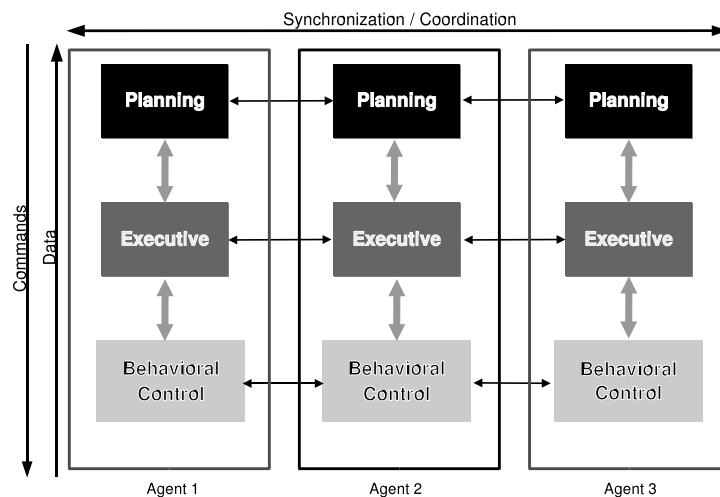 Synchronization / Coordination
Commands
Data
Planning
Planning
Planning
Executive
Executive
Executive
Behavioral
Control
Behavioral
Control
Behavioral
Control
Agent 1
Agent 2
Agent 3